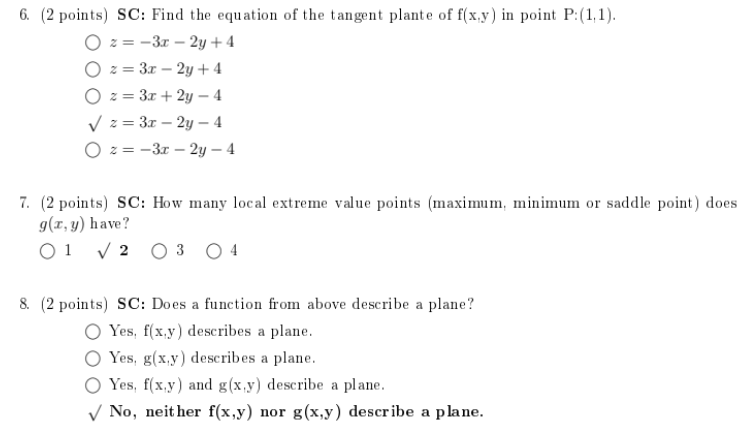 6. (2 points) SC: Find the equation of the tangent plante of f(x,y) in point P:(1,1).
○ z = −3x − 2y + 4
○ z = 3x − 2y + 4
○ z = 3x + 2y − 4
√ z = 3x − 2y − 4
○ z = −3x − 2y − 4
7. (2 points) SC: How many local extreme value points (maximum, minimum or saddle point) does
g(x, y) have?
○ 1 √ 2 ○ 3 ○ 4
8. (2 points) SC: Does a function from above describe a plane?
○ Yes, f(x,y) describes a plane.
○ Yes, g(x,y) describes a plane.
○ Yes, f(x,y) and g(x,y) describe a plane.
√ No, neither f(x,y) nor g(x,y) describe a plane.